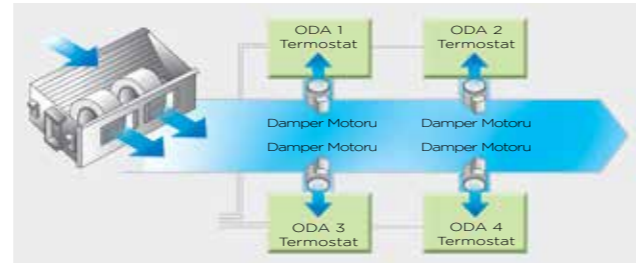 ODA 1
Termostat
ODA 2
Termostat
Damper Motoru
Damper Motoru
Damper Motoru
Damper Motoru
ODA 3
Termostat
ODA 4
Termostat